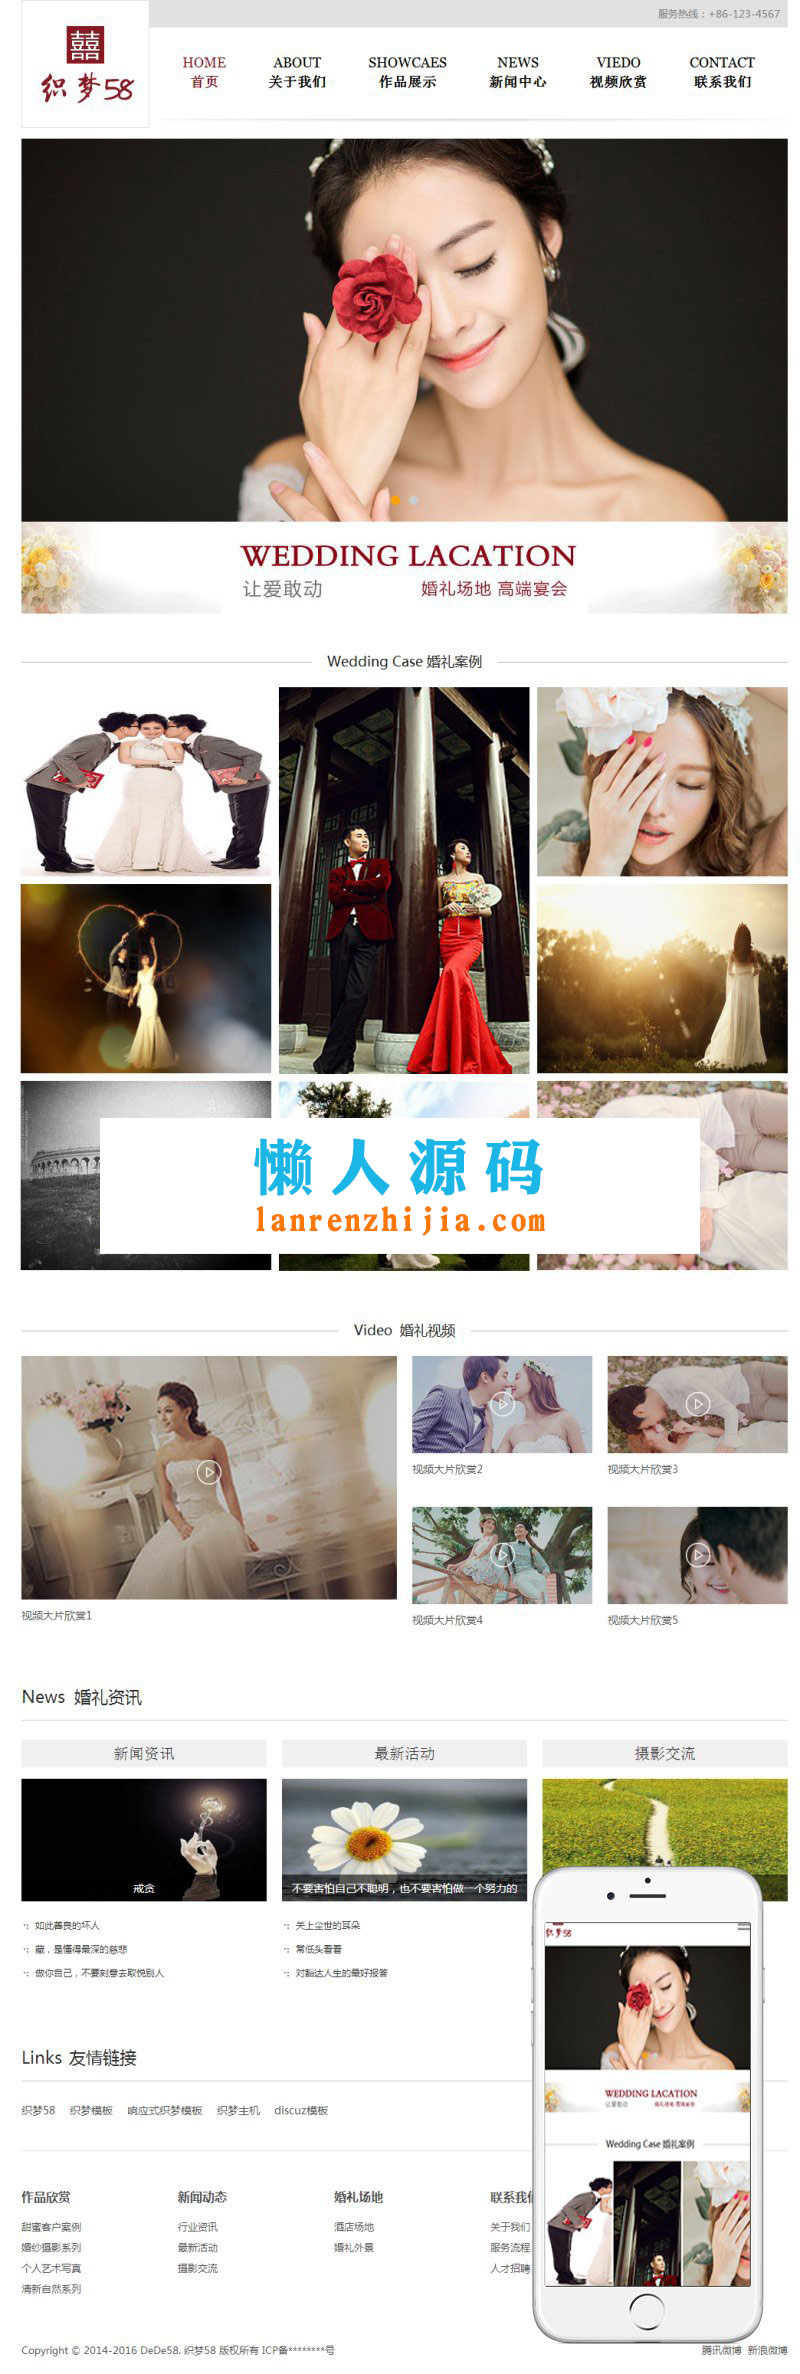 服务热线：+86-123-4567
囍
织梦58
HOME ABOUT SHOWCAES NEWS VIEDO CONTACT
首页 关于我们 作品展示 新闻中心 视频欣赏 联系我们
WEDDING LACATION
让爱敢动 婚礼场地 高端宴会
Wedding Case 婚礼案例
懒人源码
lanrenzhijia.com
Video 婚礼视频
视频大片欣赏2 视频大片欣赏3
视频大片欣赏1
视频大片欣赏4 视频大片欣赏5
News 婚礼资讯
新闻资讯 最新活动 摄影交流
戒贪 不要害怕自己不聪明，也不要害怕做一个努力的
如此善良的坏人 关上尘世的耳朵
藏，是懂得最深的慈悲 常低头看看
做你自己，不要刻意去取悦别人 对豁达人生的最好报答
织梦58
WEDDING LACATION
让爱敢动 婚礼场地 高端宴会
Wedding Case 婚礼案例
Links 友情链接
织梦58 织梦模板 响应式织梦模板 织梦主机 discuz模板
作品欣赏 新闻动态 婚礼场地 联系我们
甜蜜客户案例 行业资讯 酒店场地 关于我们
婚纱摄影系列 最新活动 婚礼外景 服务流程
个人艺术写真 摄影交流 人才招聘
清新自然系列
Copyright © 2014-2016 DeDe58. 织梦58 版权所有 ICP备********号 腾讯微博 新浪微博